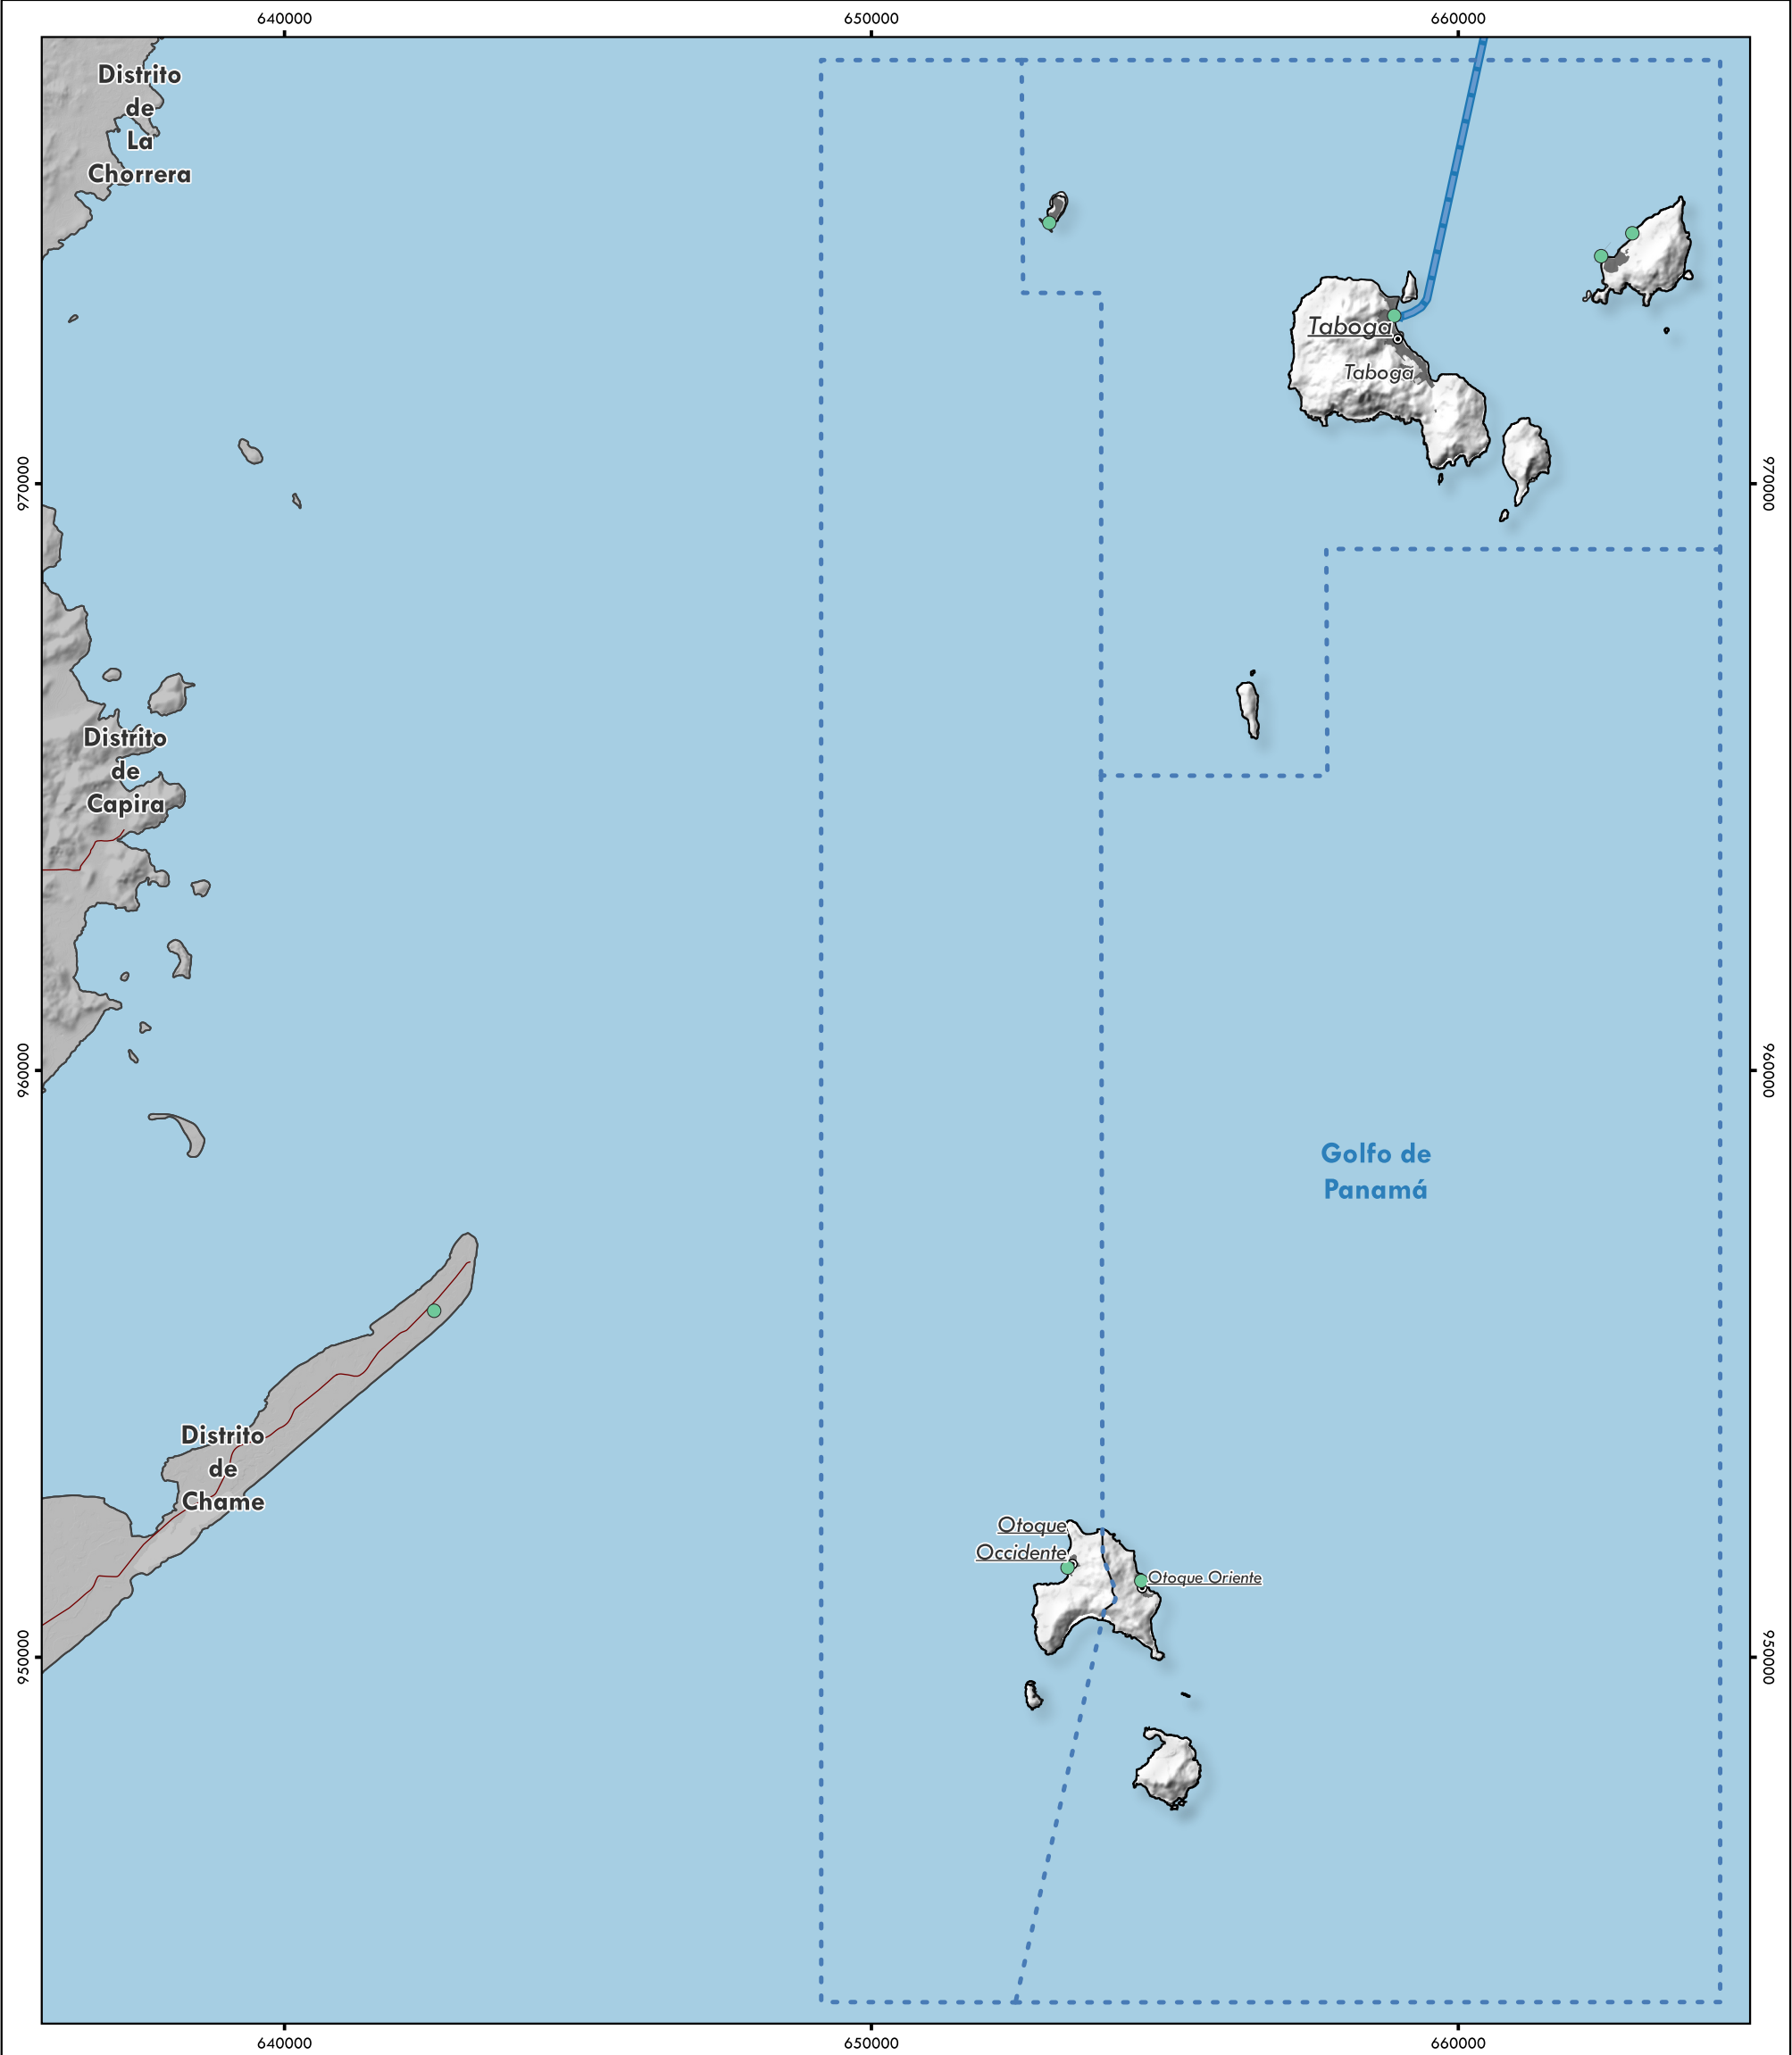 640000
650000
660000
Distrito
de
La
Chorrera
Taboga
Taboga
970000
970000
Distrito
de
Capira
960000
960000
Golfo de
Panamá
Distrito
de
Chame
Otoque
Occidente
Otoque Oriente
950000
950000
640000
650000
660000